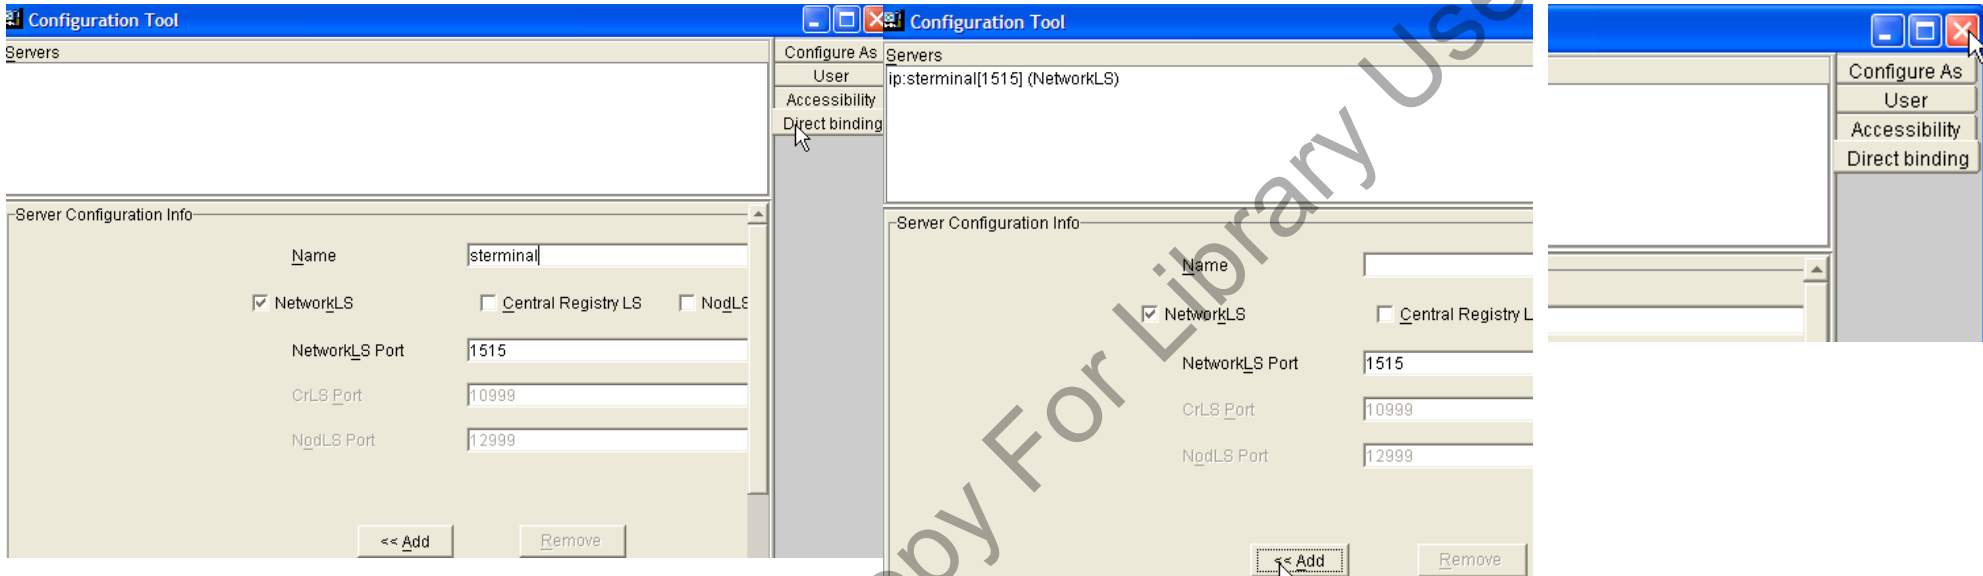 Configuration Tool
Servers
Configure As
User
Accessibility
Direct binding
Server Configuration Info
Name
sterminal
NetworkLS
Central Registry LS
NodLS
NetworkLS Port
1515
CrLS Port
10999
NodLS Port
12999
<< Add
Remove
Configuration Tool
Servers
ip:sterminal[1515] (NetworkLS)
Server Configuration Info
Name
NetworkLS
Central Registry L
NetworkLS Port
1515
CrLS Port
10999
NodLS Port
12999
<< Add
Remove
Configure As
User
Accessibility
Direct binding
opy For Library Use